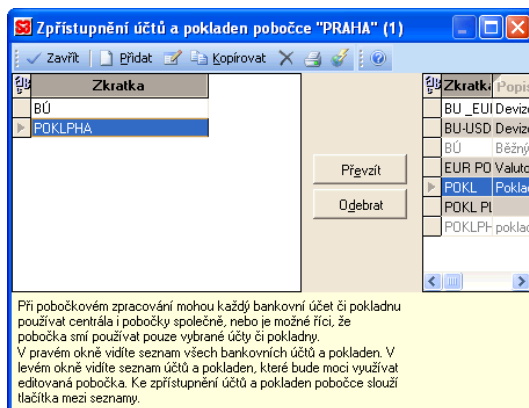 Zpřístupnění účtů a pokladen pobočce "PRAHA" (1)
Zavřít Přidat Kopírovat
Zkratka
BÚ
POKLPHA
Převzít
Odebrat
Zkratka Popis
BU _EUI Devize
BU-USD Devize
BÚ Běžný
EUR PO Valuto
POKL Poklad
POKL PL
POKLPH poklad
Při pobočkovém zpracování mohou každý bankovní účet či pokladnu
používat centrála i pobočky společně, nebo je možné říci, že
pobočka smí používat pouze vybrané účty či pokladny.
V pravém okně vidíte seznam všech bankovních účtů a pokladen. V
levém okně vidíte seznam účtů a pokladen, které bude moci využívat
editovaná pobočka. Ke zpřístupnění účtů a pokladen pobočce slouží
tlačítka mezi seznamy.